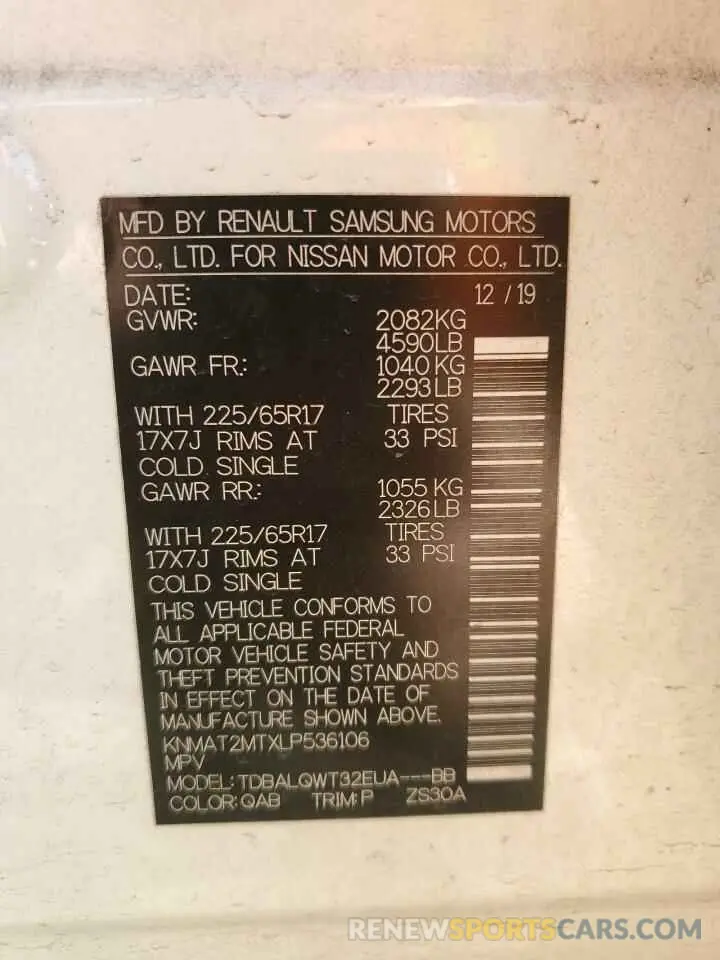 MFD BY RENAULT SAMSUNG MOTORS
CO., LTD. FOR NISSAN MOTOR CO., LTD.
DATE: 12 / 19
GVWR: 2082KG
4590LB
GAWR FR.: 1040 KG
2293LB
WITH 225/65R17 TIRES
17X7J RIMS AT 33 PSI
COLD SINGLE
GAWR RR.: 1055 KG
2326LB
WITH 225/65R17 TIRES
17X7J RIMS AT 33 PSI
COLD SINGLE
THIS VEHICLE CONFORMS TO
ALL APPLICABLE FEDERAL
MOTOR VEHICLE SAFETY AND
THEFT PREVENTION STANDARDS
IN EFFECT ON THE DATE OF
MANUFACTURE SHOWN ABOVE.
KNMAT2MTXLP536106
MPV
MODEL: TDBALQWT32EUA---BB
COLOR: QAB TRIM: P ZS30A
RENEWSPORTSCARS.COM